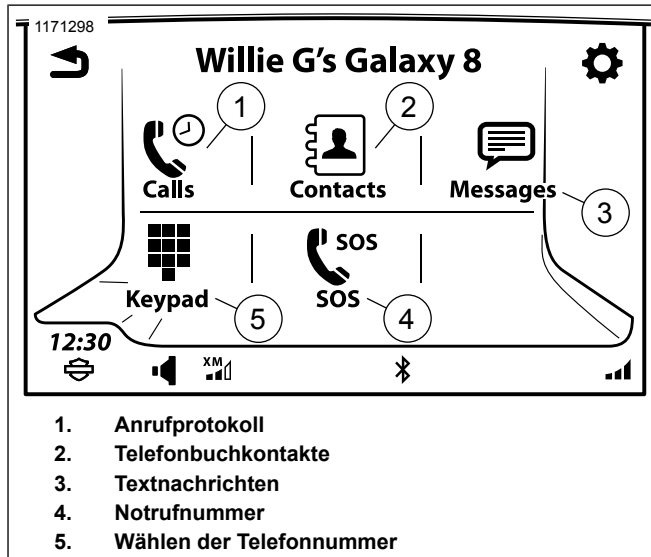 1171298
Willie G's Galaxy 8
1 2
Calls Contacts Messages
3
SOS
Keypad SOS
5 4
12:30
XM
1. Anrufprotokoll
2. Telefonbuchkontakte
3. Textnachrichten
4. Notrufnummer
5. Wählen der Telefonnummer